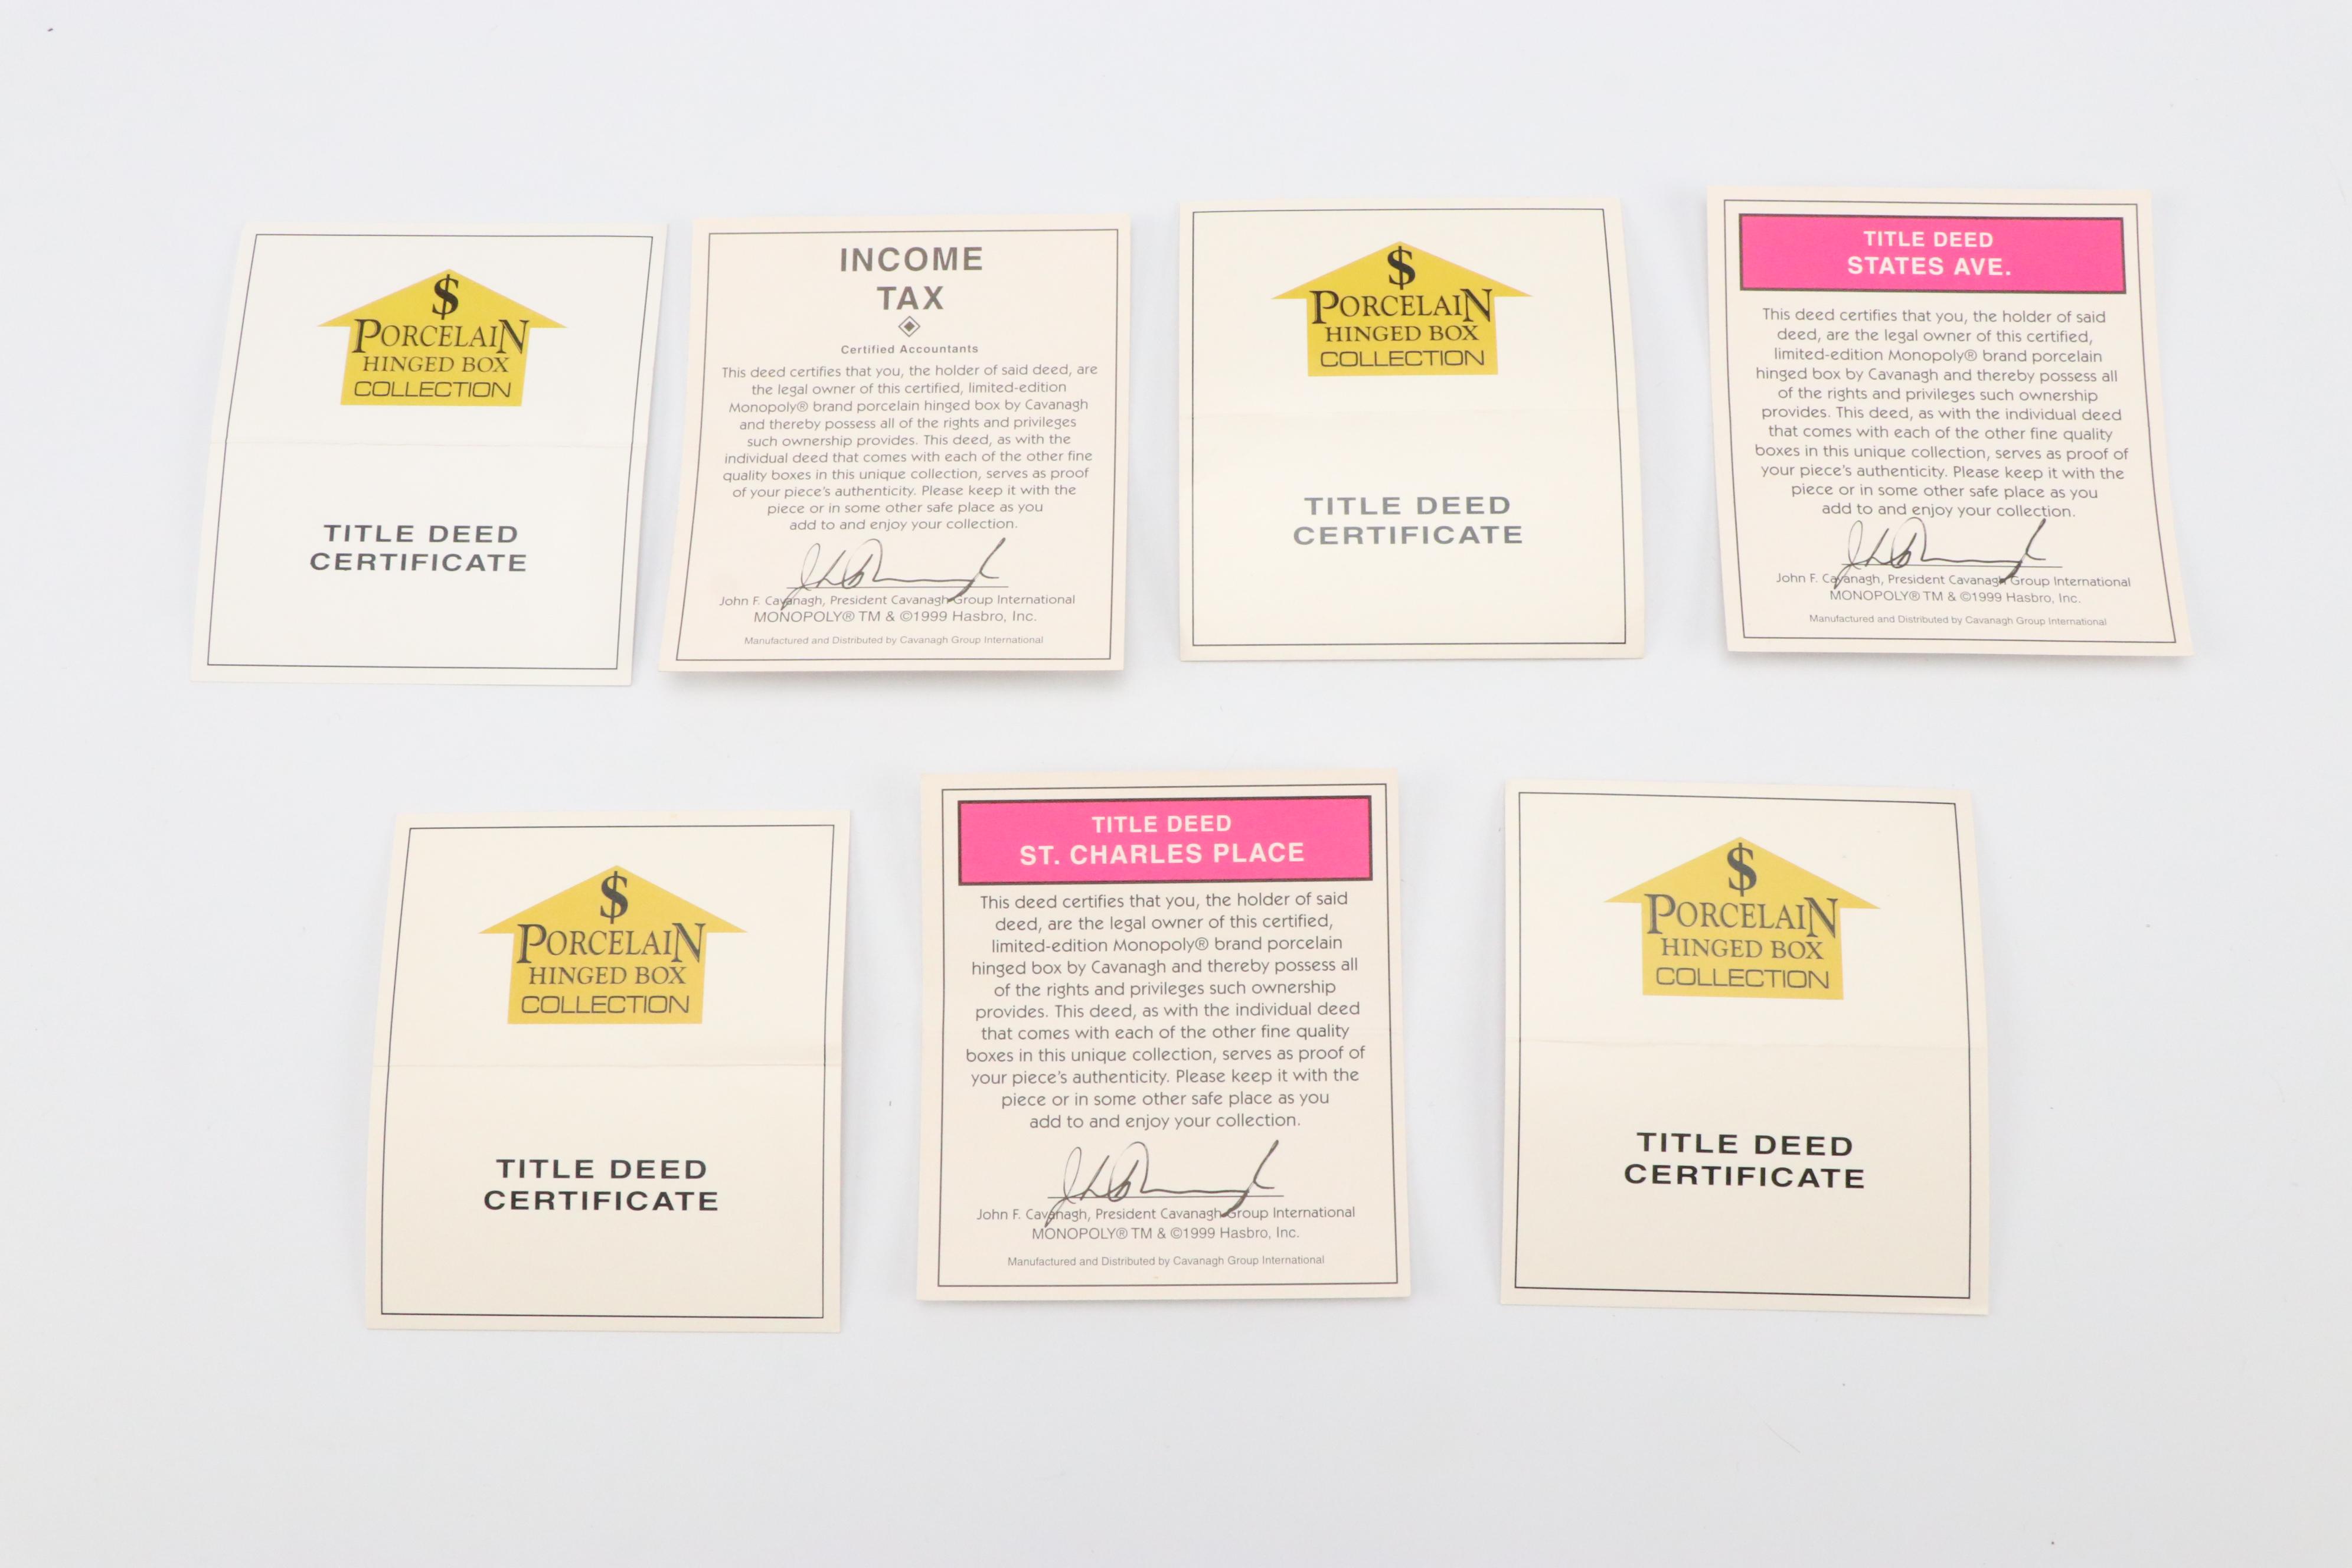 $
PORCELAIN
HINGED BOX
COLLECTION
TITLE DEED
CERTIFICATE
INCOME
TAX
Certified Accountants
This deed certifies that you, the holder of said deed, are
the legal owner of this certified, limited-edition
Monopoly® brand porcelain hinged box by Cavanagh
and thereby possess all of the rights and privileges
such ownership provides. This deed, as with the
individual deed that comes with each of the other fine
quality boxes in this unique collection, serves as proof
of your piece's authenticity. Please keep it with the
piece or in some other safe place as you
add to and enjoy your collection.
John F. Cavanagh, President Cavanagh Group International
MONOPOLY® TM & ©1999 Hasbro, Inc.
Manufactured and Distributed by Cavanagh Group International
$
PORCELAIN
HINGED BOX
COLLECTION
TITLE DEED
CERTIFICATE
TITLE DEED
STATES AVE.
This deed certifies that you, the holder of said
deed, are the legal owner of this certified,
limited-edition Monopoly® brand porcelain
hinged box by Cavanagh and thereby possess all
of the rights and privileges such ownership
provides. This deed, as with the individual deed
that comes with each of the other fine quality
boxes in this unique collection, serves as proof of
your piece's authenticity. Please keep it with the
piece or in some other safe place as you
add to and enjoy your collection.
John F. Cavanagh, President Cavanagh Group International
MONOPOLY® TM & ©1999 Hasbro, Inc.
Manufactured and Distributed by Cavanagh Group International
$
PORCELAIN
HINGED BOX
COLLECTION
TITLE DEED
CERTIFICATE
TITLE DEED
ST. CHARLES PLACE
This deed certifies that you, the holder of said
deed, are the legal owner of this certified,
limited-edition Monopoly® brand porcelain
hinged box by Cavanagh and thereby possess all
of the rights and privileges such ownership
provides. This deed, as with the individual deed
that comes with each of the other fine quality
boxes in this unique collection, serves as proof of
your piece's authenticity. Please keep it with the
piece or in some other safe place as you
add to and enjoy your collection.
John F. Cavanagh, President Cavanagh Group International
MONOPOLY® TM & ©1999 Hasbro, Inc.
Manufactured and Distributed by Cavanagh Group International
$
PORCELAIN
HINGED BOX
COLLECTION
TITLE DEED
CERTIFICATE